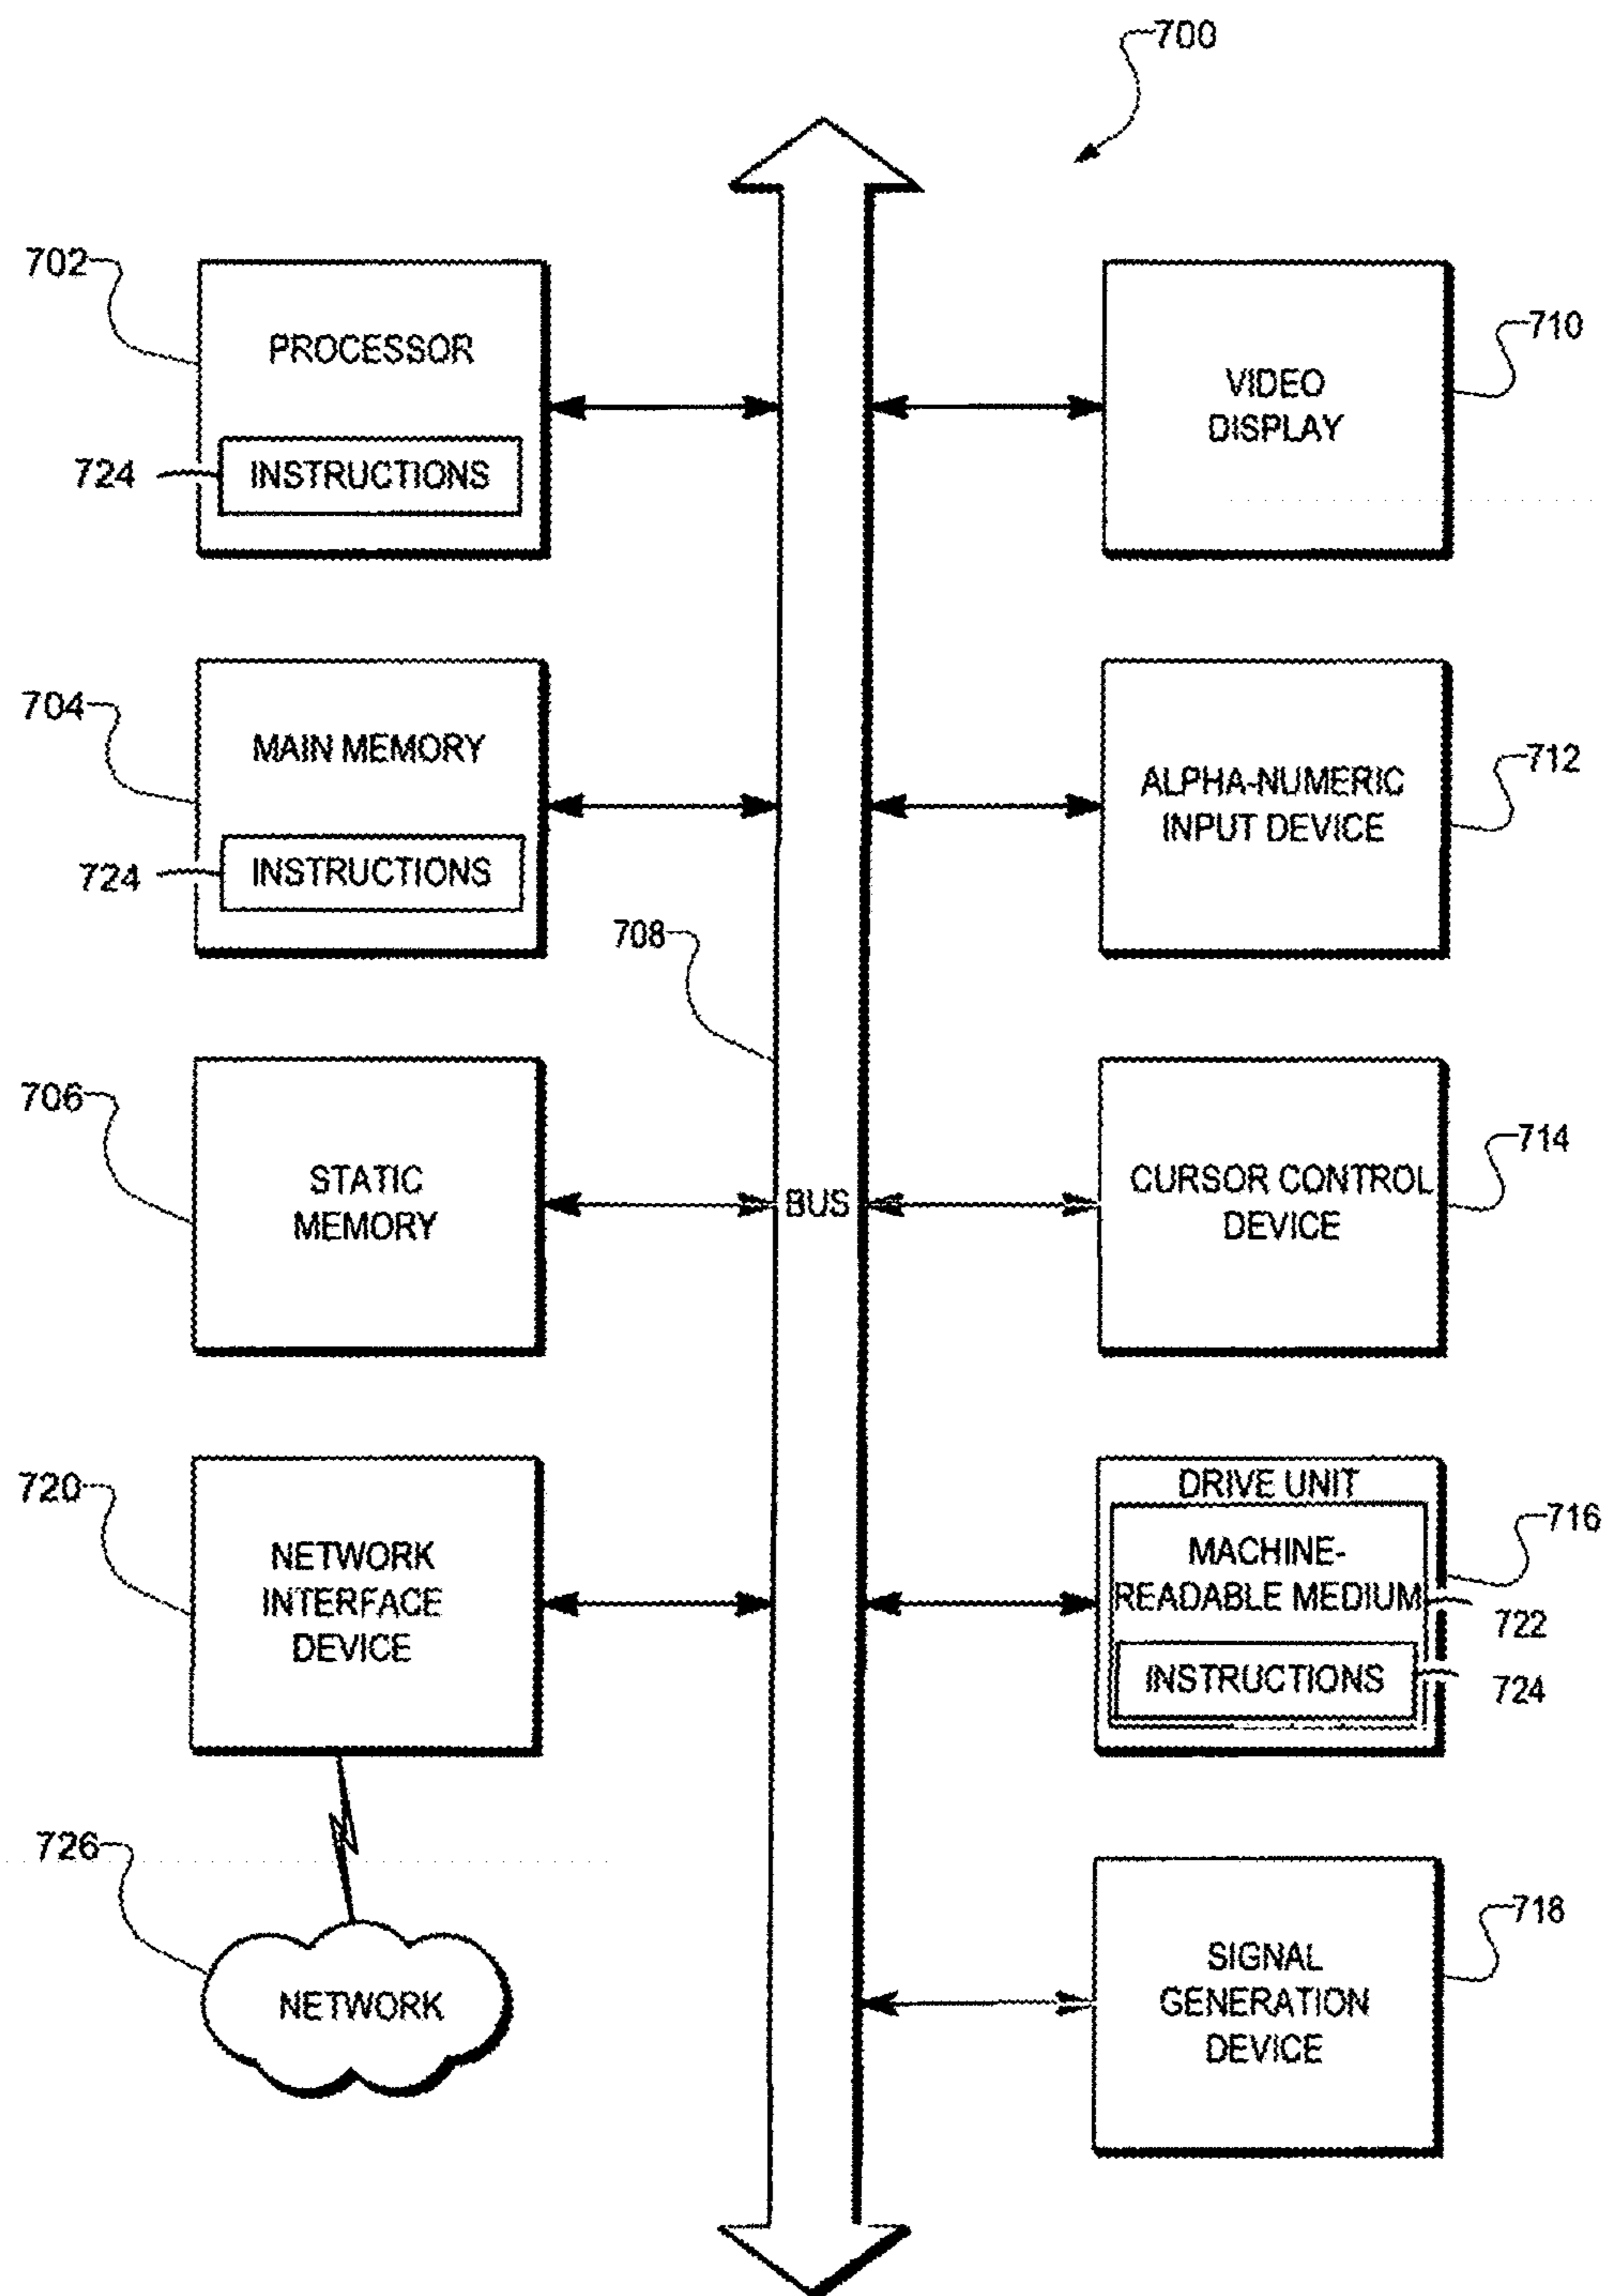 700
702
PROCESSOR
724
INSTRUCTIONS
710
VIDEO
DISPLAY
704
MAIN MEMORY
724
INSTRUCTIONS
712
ALPHA-NUMERIC
INPUT DEVICE
708
BUS
706
STATIC
MEMORY
714
CURSOR CONTROL
DEVICE
720
NETWORK
INTERFACE
DEVICE
DRIVE UNIT
716
MACHINE-
READABLE MEDIUM
722
INSTRUCTIONS
724
726
NETWORK
718
SIGNAL
GENERATION
DEVICE